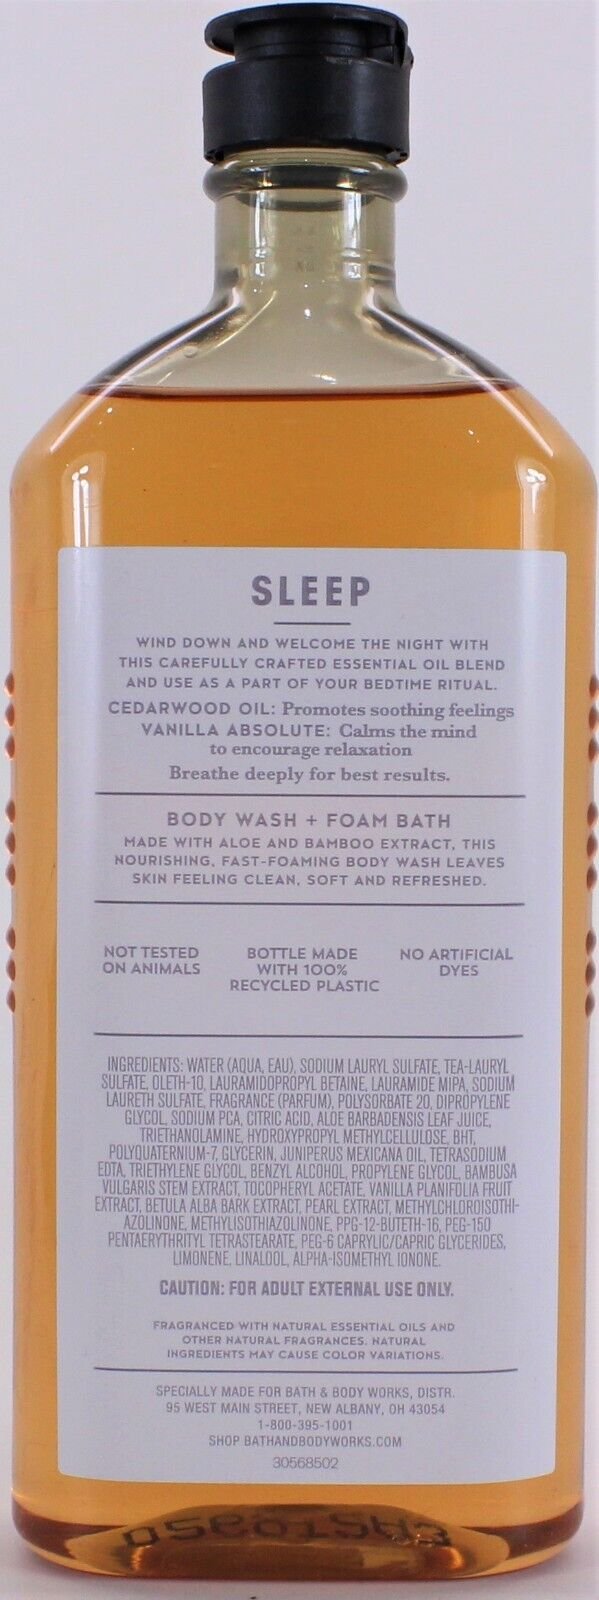 SLEEP
WIND DOWN AND WELCOME THE NIGHT WITH
THIS CAREFULLY CRAFTED ESSENTIAL OIL BLEND
AND USE AS A PART OF YOUR BEDTIME RITUAL.
CEDARWOOD OIL: Promotes soothing feelings
VANILLA ABSOLUTE: Calms the mind
to encourage relaxation
Breathe deeply for best results.
BODY WASH + FOAM BATH
MADE WITH ALOE AND BAMBOO EXTRACT, THIS
NOURISHING, FAST-FOAMING BODY WASH LEAVES
SKIN FEELING CLEAN, SOFT AND REFRESHED.
NOT TESTED
ON ANIMALS
BOTTLE MADE
WITH 100%
RECYCLED PLASTIC
NO ARTIFICIAL
DYES
INGREDIENTS: WATER (AQUA, EAU), SODIUM LAURYL SULFATE, TEA-LAURYL
SULFATE, OLETH-10, LAURAMIDOPROPYL BETAINE, LAURAMIDE MIPA, SODIUM
LAURETH SULFATE, FRAGRANCE (PARFUM), POLYSORBATE 20, DIPROPYLENE
GLYCOL, SODIUM PCA, CITRIC ACID, ALOE BARBADENSIS LEAF JUICE,
TRIETHANOLAMINE, HYDROXYPROPYL METHYLCELLULOSE, BHT,
POLYQUATERNIUM-7, GLYCERIN, JUNIPERUS MEXICANA OIL, TETRASODIUM
EDTA, TRIETHYLENE GLYCOL, BENZYL ALCOHOL, PROPYLENE GLYCOL, BAMBUSA
VULGARIS STEM EXTRACT, TOCOPHERYL ACETATE, VANILLA PLANIFOLIA FRUIT
EXTRACT, BETULA ALBA BARK EXTRACT, PEARL EXTRACT, METHYLCHLOROISOTHI-
AZOLINONE, METHYLISOTHIAZOLINONE, PPG-12-BUTETH-16, PEG-150
PENTAERYTHRITYL TETRASTEARATE, PEG-6 CAPRYLIC/CAPRIC GLYCERIDES,
LIMONENE, LINALOOL, ALPHA-ISOMETHYL IONONE.
CAUTION: FOR ADULT EXTERNAL USE ONLY.
FRAGRANCED WITH NATURAL ESSENTIAL OILS AND
OTHER NATURAL FRAGRANCES. NATURAL
INGREDIENTS MAY CAUSE COLOR VARIATIONS.
SPECIALLY MADE FOR BATH & BODY WORKS, DISTR.
95 WEST MAIN STREET, NEW ALBANY, OH 43054
1-800-395-1001
SHOP BATHANDBODYWORKS.COM
30568502